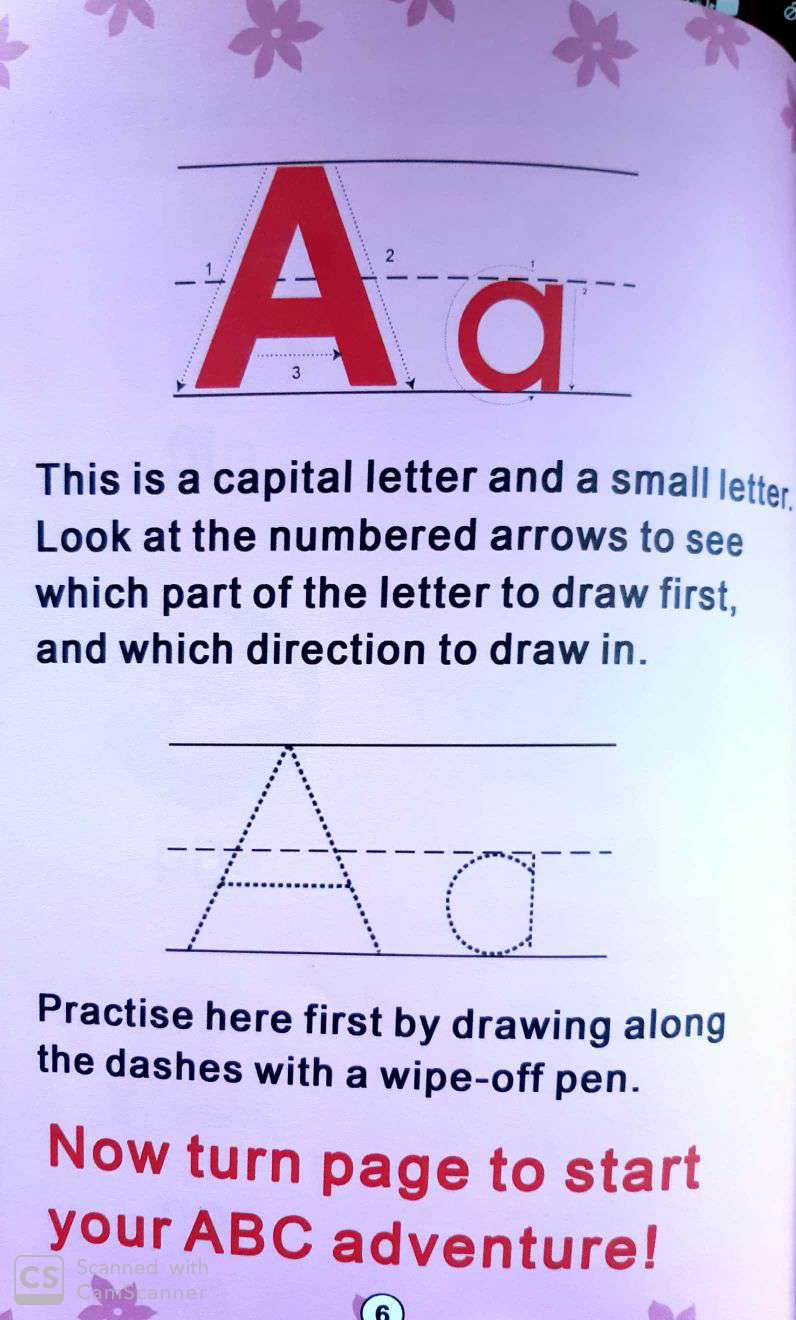 A a
1
2
1
2
3
This is a capital letter and a small letter.
Look at the numbered arrows to see
which part of the letter to draw first,
and which direction to draw in.
A a
Practise here first by drawing along
the dashes with a wipe-off pen.
Now turn page to start
your ABC adventure!
CS Scanned with
CamScanner
6